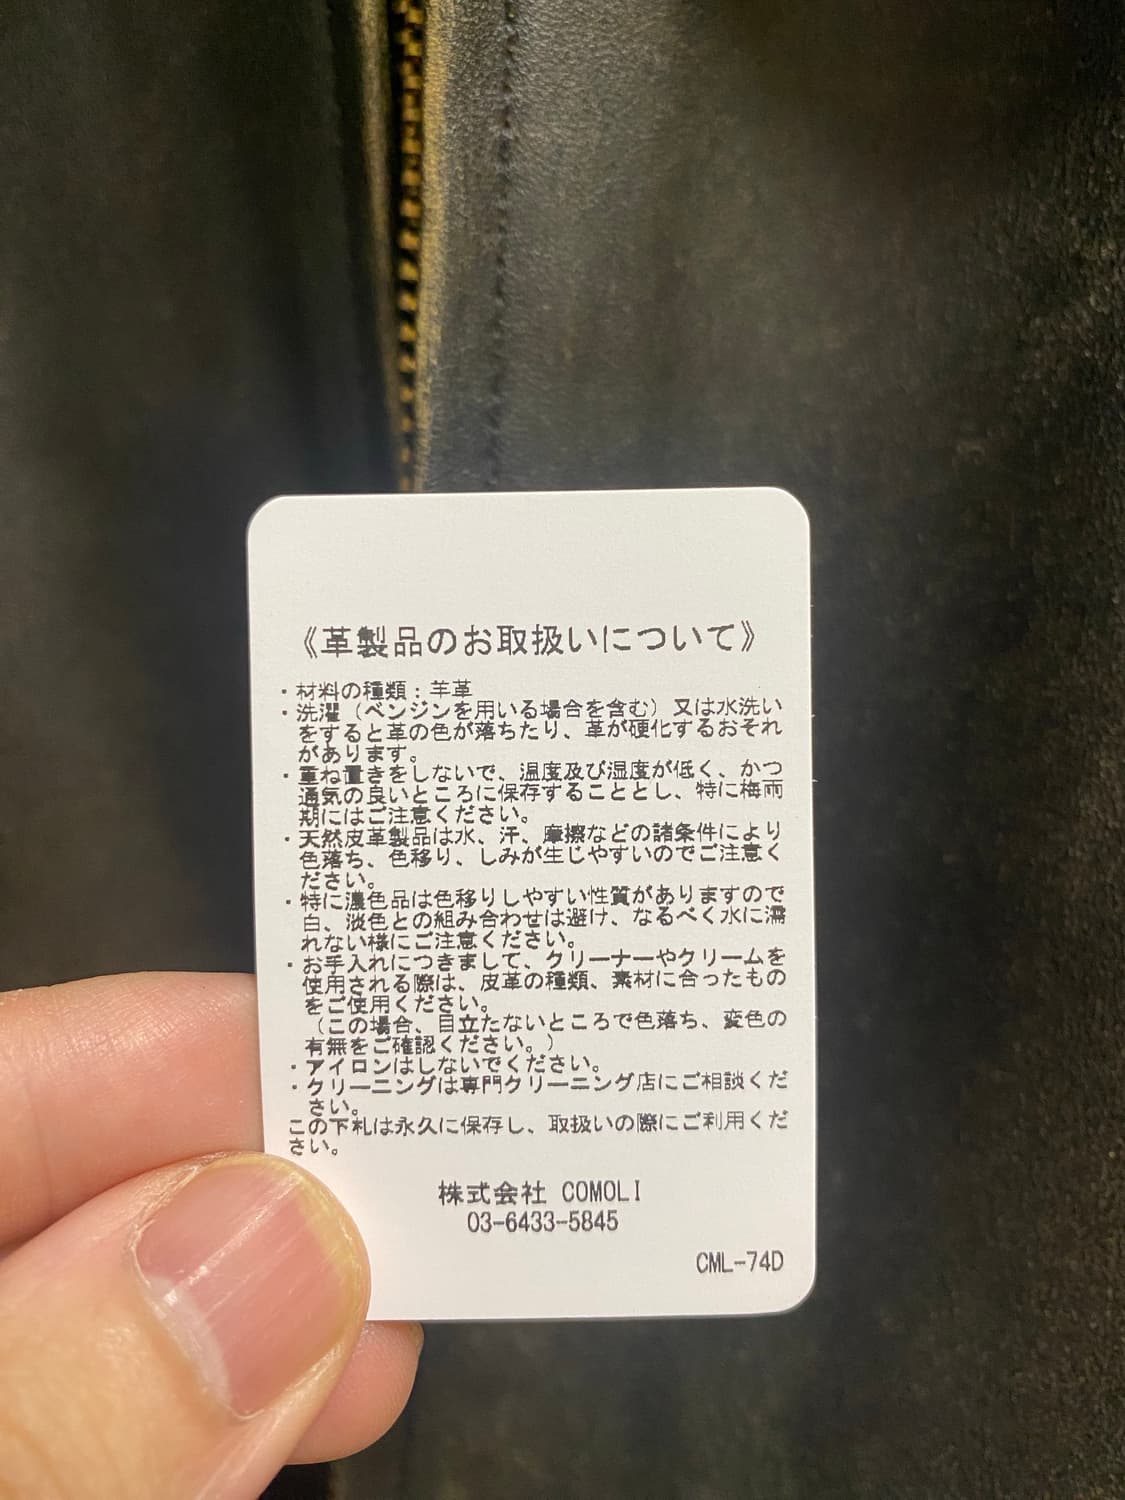 《革製品のお取扱いについて》
・材料の種類：羊革
・洗濯（ベンジンを用いる場合を含む）又は水洗い
をすると革の色が落ちたり、革が硬化するおそれ
があります。
・重ね置きをしないで、温度及び湿度が低く、かつ
通気の良いところに保存することとし、特に梅雨
期にはご注意ください。
・天然皮革製品は水、汗、摩擦などの諸条件により
色落ち、色移り、しみが生じやすいのでご注意く
ださい。
・特に濃色品は色移りしやすい性質がありますので
白、淡色との組み合わせは避け、なるべく水に濡
れない様にご注意ください。
・お手入れにつきまして、クリーナーやクリームを
使用される際は、皮革の種類、素材に合ったもの
をご使用ください。
（この場合、目立たないところで色落ち、変色の
有無をご確認ください。）
・アイロンはしないでください。
・クリーニングは専門クリーニング店にご相談くだ
さい。
この下札は永久に保存し、取扱いの際にご利用くだ
さい。
株式会社 COMOLI
03-6433-5845
CML-74D